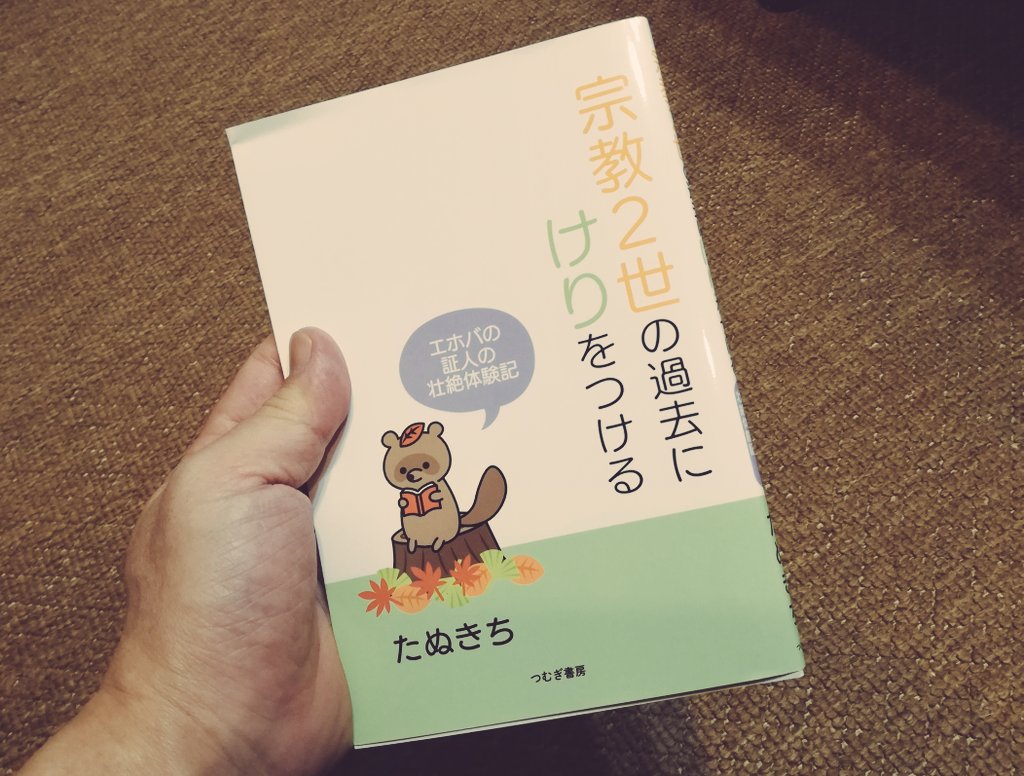 宗教2世の過去に
けりをつける
エホバの
証人の
壮絶体験記
たぬきち
つむぎ書房